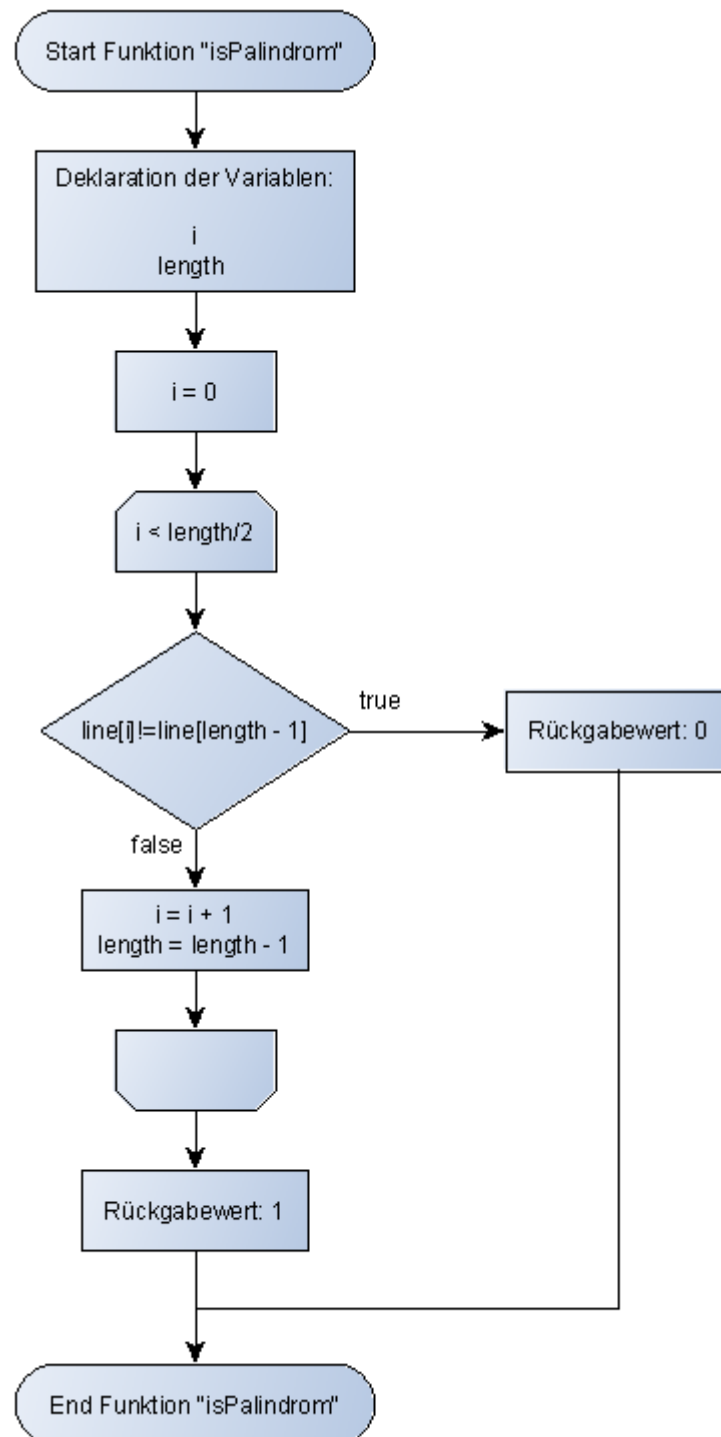 Start Funktion "isPalindrom"
Deklaration der Variablen:
i
length
i = 0
i < length/2
line[i]!=line[length - 1]
true
Rückgabewert: 0
false
i = i + 1
length = length - 1
Rückgabewert: 1
End Funktion "isPalindrom"